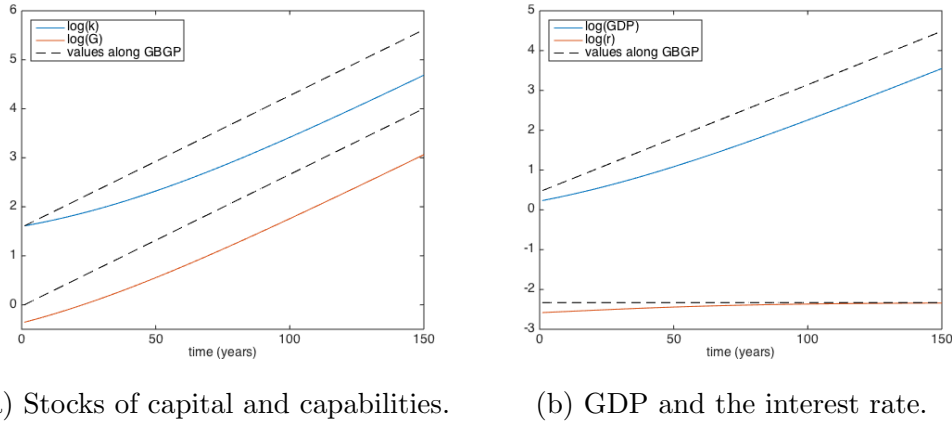 6
5
4
3
2
1
0
0
50
100
150
time (years)
log(k)
log(G)
values along GBGP
5
4
3
2
1
0
-1
-2
-3
0
50
100
150
time (years)
log(GDP)
log(r)
values along GBGP
) Stocks of capital and capabilities.
(b) GDP and the interest rate.